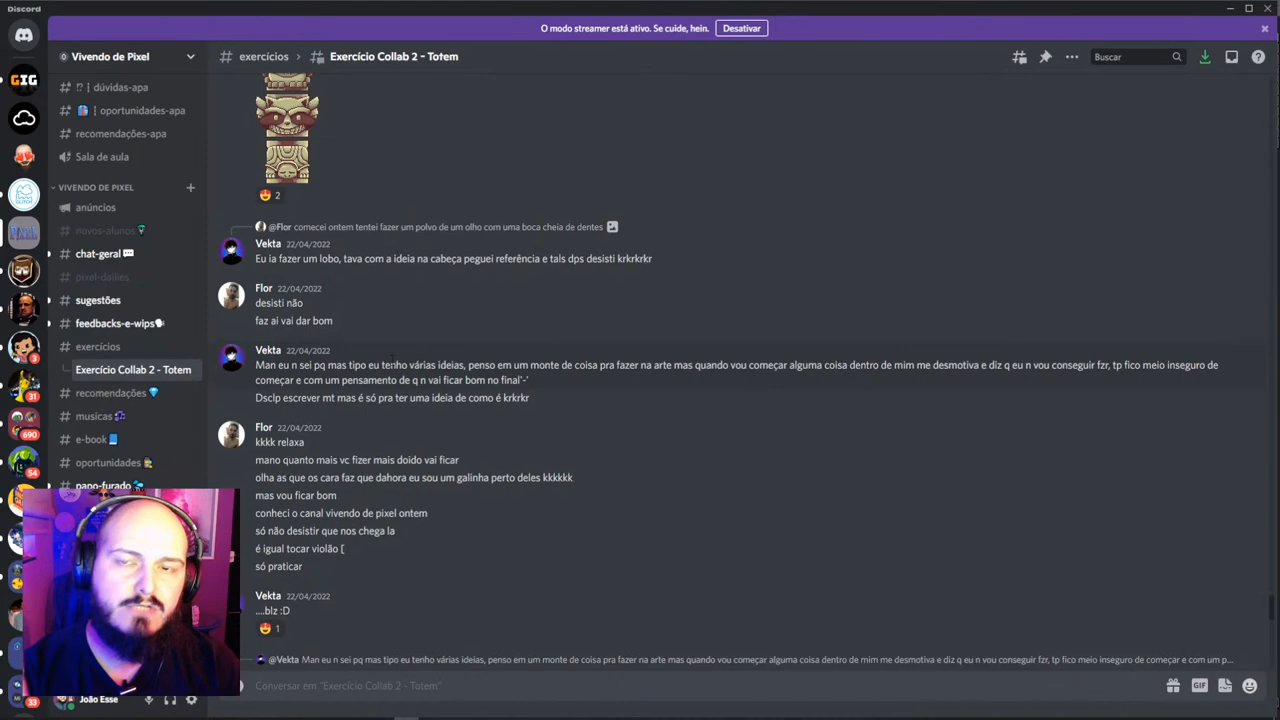 Discord
O modo streamer está ativo. Se cuide, hein.
Desativar
Vivendo de Pixel
exercícios
Exercício Collab 2 - Totem
Buscar
!? | dúvidas-apa
| oportunidades-apa
recomendações-apa
Sala de aula
VIVENDO DE PIXEL
anúncios
novos-alunos
chat-geral
pixel-dailies
sugestões
feedbacks-e-wips
exercícios
Exercício Collab 2 - Totem
recomendações
musicas
e-book
oportunidades
papo-furado
GIG
GLITCH
PIXEL
3
690
54
33
João Esse
2
@Flor comecei ontem tentei fazer um polvo de um olho com uma boca cheia de dentes
Vekta 22/04/2022
Eu ia fazer um lobo, tava com a ideia na cabeça peguei referência e tals dps desisti krkrkrkr
Flor 22/04/2022
desisti não
faz ai vai dar bom
Vekta 22/04/2022
Man eu n sei pq mas tipo eu tenho várias ideias, penso em um monte de coisa pra fazer na arte mas quando vou começar alguma coisa dentro de mim me desmotiva e diz q eu n vou conseguir fzr, tp fico meio inseguro de
começar e com um pensamento de q n vai ficar bom no final'-'
Dsclp escrever mt mas é só pra ter uma ideia de como é krkrkr
Flor 22/04/2022
kkkk relaxa
mano quanto mais vc fizer mais doido vai ficar
olha as que os cara faz que dahora eu sou um galinha perto deles kkkkkk
mas vou ficar bom
conheci o canal vivendo de pixel ontem
só não desistir que nos chega la
é igual tocar violão [
só praticar
Vekta 22/04/2022
....blz :D
1
@Vekta Man eu n sei pq mas tipo eu tenho várias ideias, penso em um monte de coisa pra fazer na arte mas quando vou começar alguma coisa dentro de mim me desmotiva e diz q eu n vou conseguir fzr, tp fico meio inseguro de começar e com um p...
Conversar em "Exercício Collab 2 - Totem"
GIF